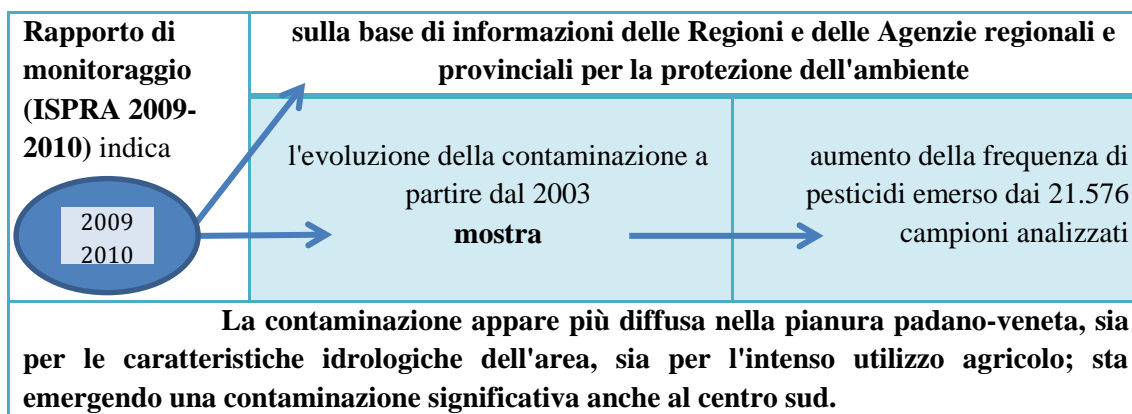 Rapporto di
monitoraggio
(ISPRA 2009-
2010) indica
2009
2010
sulla base di informazioni delle Regioni e delle Agenzie regionali e
provinciali per la protezione dell'ambiente
l'evoluzione della contaminazione a
partire dal 2003
mostra
aumento della frequenza di
pesticidi emerso dai 21.576
campioni analizzati
La contaminazione appare più diffusa nella pianura padano-veneta, sia
per le caratteristiche idrologiche dell'area, sia per l'intenso utilizzo agricolo; sta
emergendo una contaminazione significativa anche al centro sud.